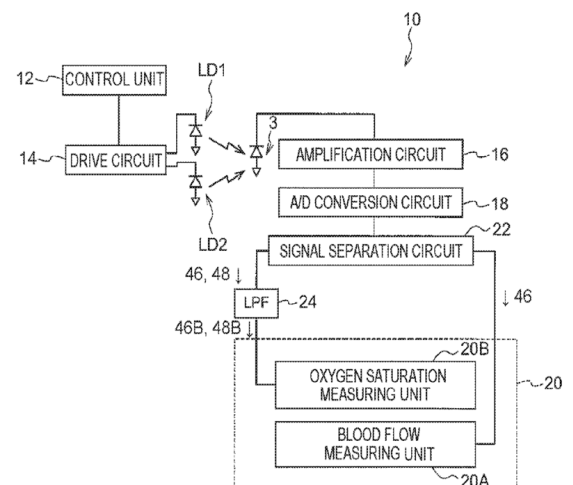 10
LD1
12 CONTROL UNIT
3
14 DRIVE CIRCUIT
AMPLIFICATION CIRCUIT 16
A/D CONVERSION CIRCUIT 18
LD2
22
SIGNAL SEPARATION CIRCUIT
46, 48 ↓
↓ 46
LPF 24
46B, 48B ↓
20B
OXYGEN SATURATION
MEASURING UNIT
20
BLOOD FLOW
MEASURING UNIT
20A